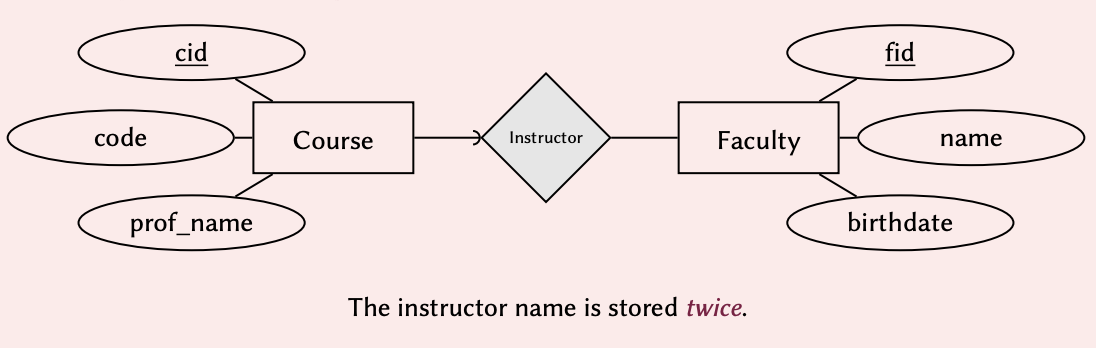 cid
fid
code
Course
Instructor
Faculty
name
prof_name
birthdate
The instructor name is stored twice.